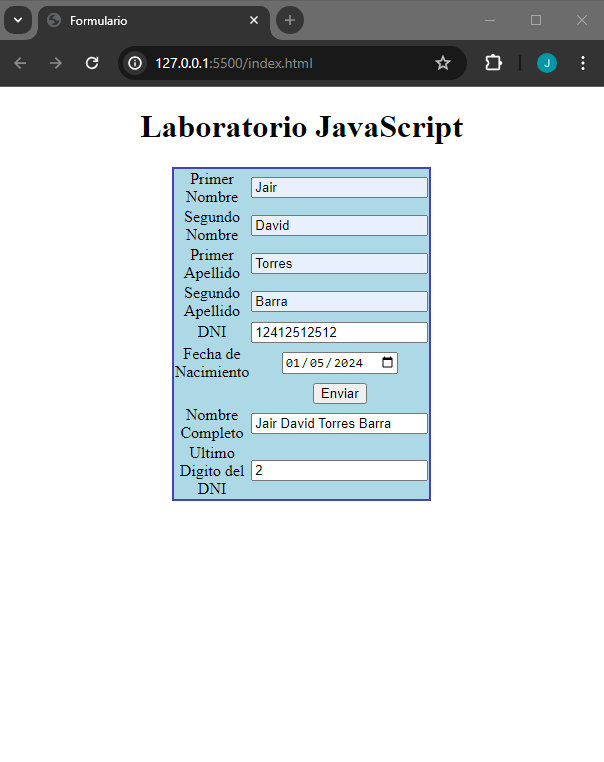 Formulario
127.0.0.1:5500/index.html
J
Laboratorio JavaScript
Primer
Nombre
Jair
Segundo
Nombre
David
Primer
Apellido
Torres
Segundo
Apellido
Barra
DNI
12412512512
Fecha de
Nacimiento
01/05/2024
Enviar
Nombre
Completo
Jair David Torres Barra
Ultimo
Digito del
DNI
2